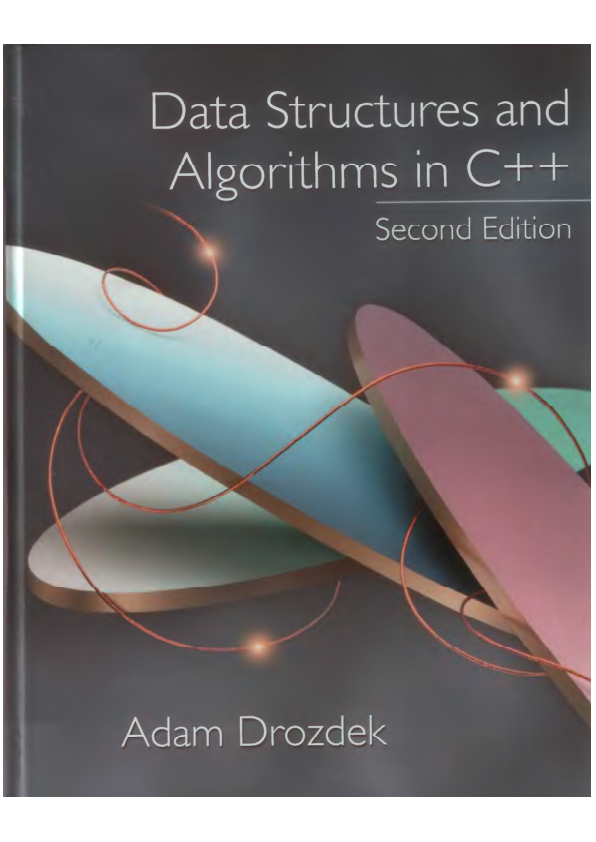 Data Structures and
Algorithms in C++
Second Edition
Adam Drozdek